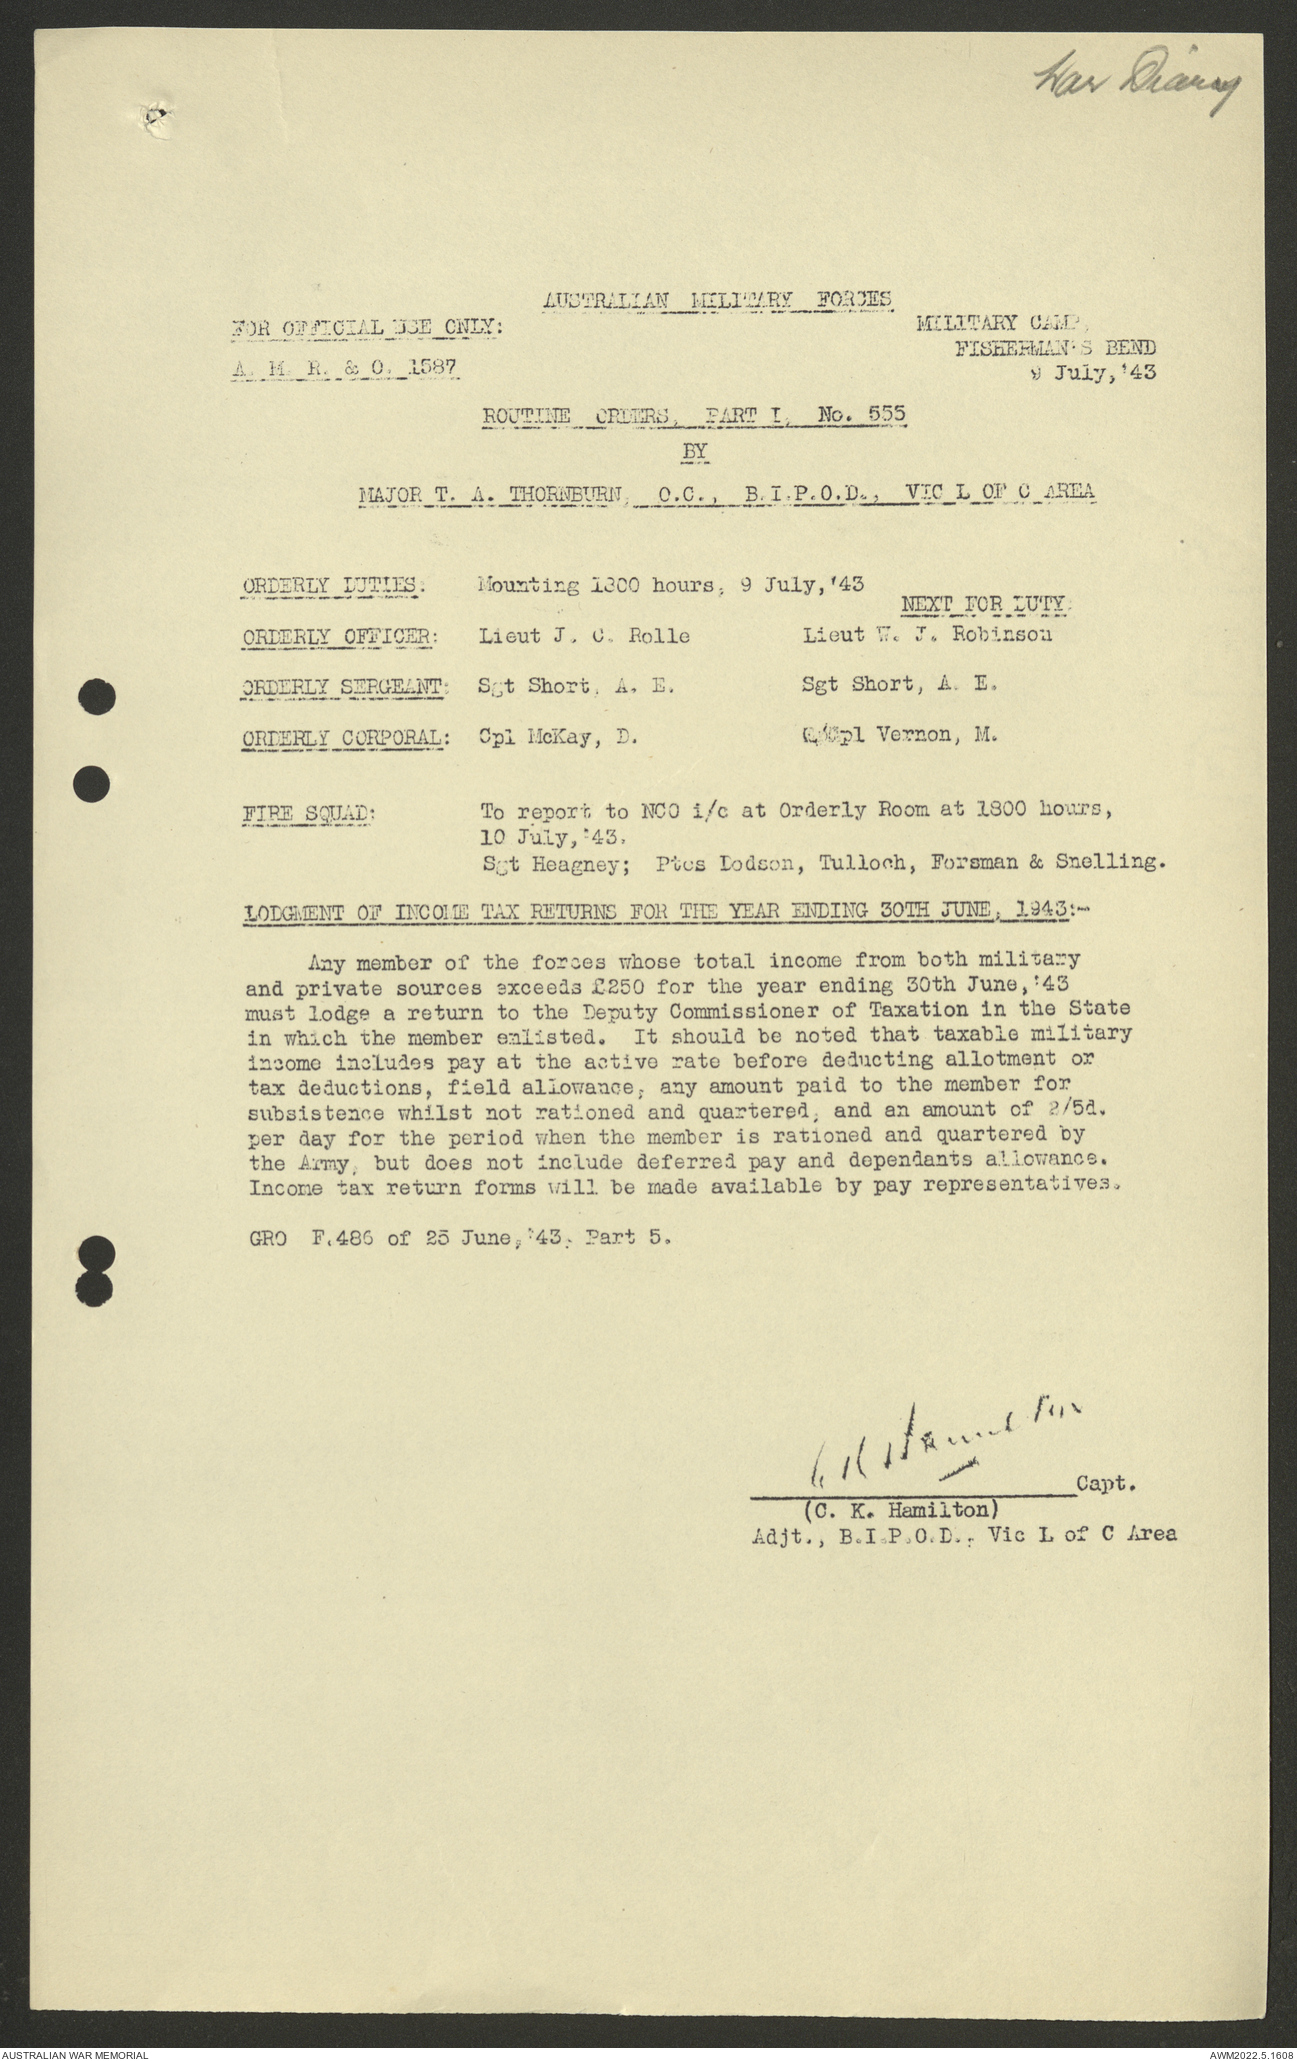 War Diary
AUSTRALIAN MILITARY FORCES
FOR OFFICIAL USE ONLY:
MILITARY CAMP,
FISHERMAN'S BEND
A. M. R. & O. 1587
9 July,'43
ROUTINE ORDERS, PART I, No. 555
BY
MAJOR T. A. THORNBURN, O.C., B.I.P.O.D., VIC L OF C AREA
ORDERLY DUTIES: Mounting 1800 hours, 9 July,'43
NEXT FOR DUTY:
ORDERLY OFFICER: Lieut J. C. Rolle Lieut W. J. Robinson
ORDERLY SERGEANT: Sgt Short, A. E. Sgt Short, A. E.
ORDERLY CORPORAL: Cpl McKay, D. Cpl Vernon, M.
FIRE SQUAD: To report to NCO i/c at Orderly Room at 1800 hours,
10 July,'43.
Sgt Heagney; Ptes Dodson, Tulloch, Forsman & Snelling.
LODGMENT OF INCOME TAX RETURNS FOR THE YEAR ENDING 30TH JUNE, 1943:-
Any member of the forces whose total income from both military
and private sources exceeds £250 for the year ending 30th June,'43
must lodge a return to the Deputy Commissioner of Taxation in the State
in which the member enlisted. It should be noted that taxable military
income includes pay at the active rate before deducting allotment or
tax deductions, field allowance, any amount paid to the member for
subsistence whilst not rationed and quartered, and an amount of 2/5d.
per day for the period when the member is rationed and quartered by
the Army, but does not include deferred pay and dependants allowance.
Income tax return forms will be made available by pay representatives.
GRO F.486 of 25 June,'43, Part 5.
C K Hamilton
Capt.
(C. K. Hamilton)
Adjt., B.I.P.O.D., Vic L of C Area
AUSTRALIAN WAR MEMORIAL
AWM2022.5.1608